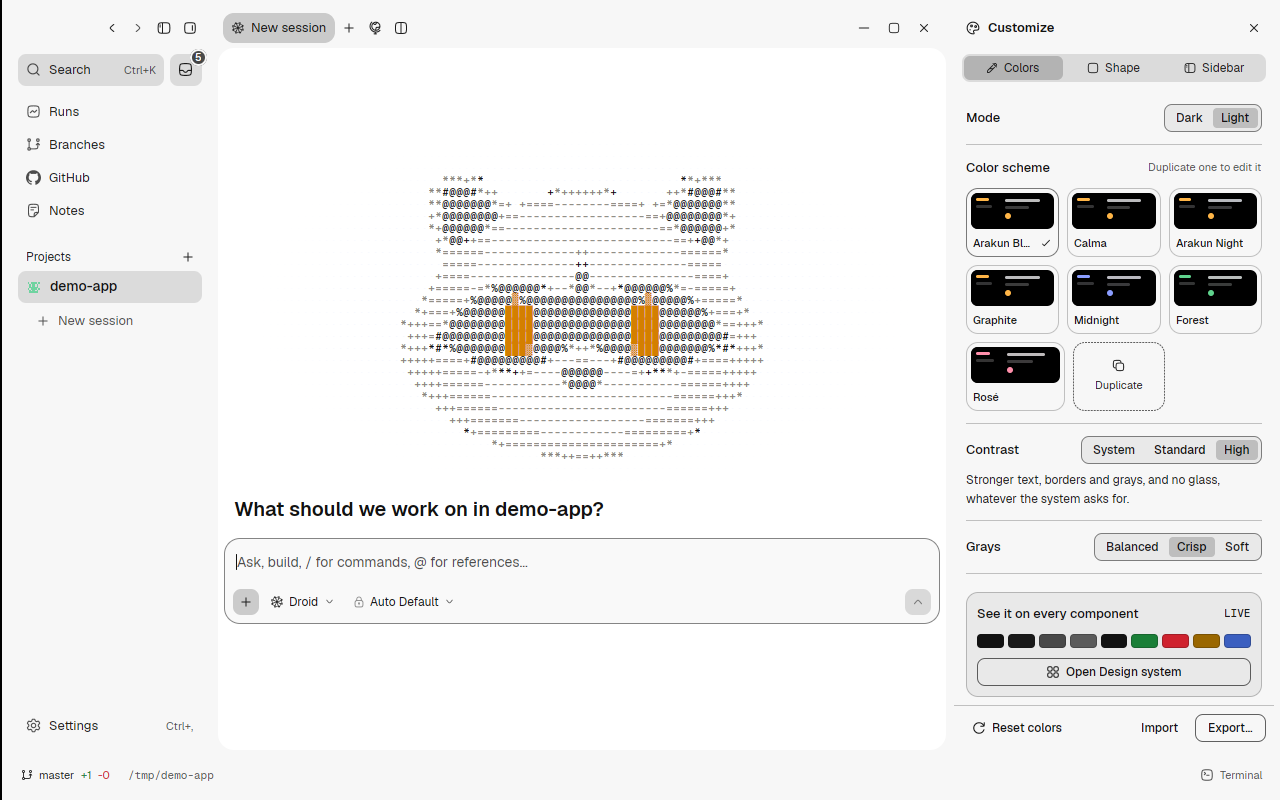 New session
Customize
Search
Ctrl+K
5
Runs
Branches
GitHub
Notes
Projects
demo-app
New session
Settings
Ctrl+,
What should we work on in demo-app?
Ask, build, / for commands, @ for references...
Droid
Auto Default
Colors
Shape
Sidebar
Mode
Dark
Light
Color scheme
Duplicate one to edit it
Arakun Bl...
Calma
Arakun Night
Graphite
Midnight
Forest
Rosé
Duplicate
Contrast
System
Standard
High
Stronger text, borders and grays, and no glass,
whatever the system asks for.
Grays
Balanced
Crisp
Soft
See it on every component
LIVE
Open Design system
Reset colors
Import
Export...
master +1 -0 /tmp/demo-app
Terminal